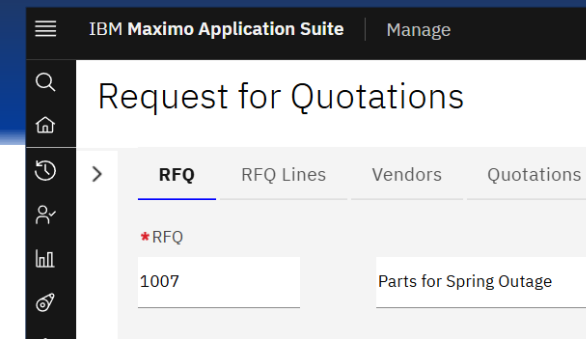 IBM Maximo Application Suite Manage
Request for Quotations
RFQ RFQ Lines Vendors Quotations
*RFQ
1007 Parts for Spring Outage